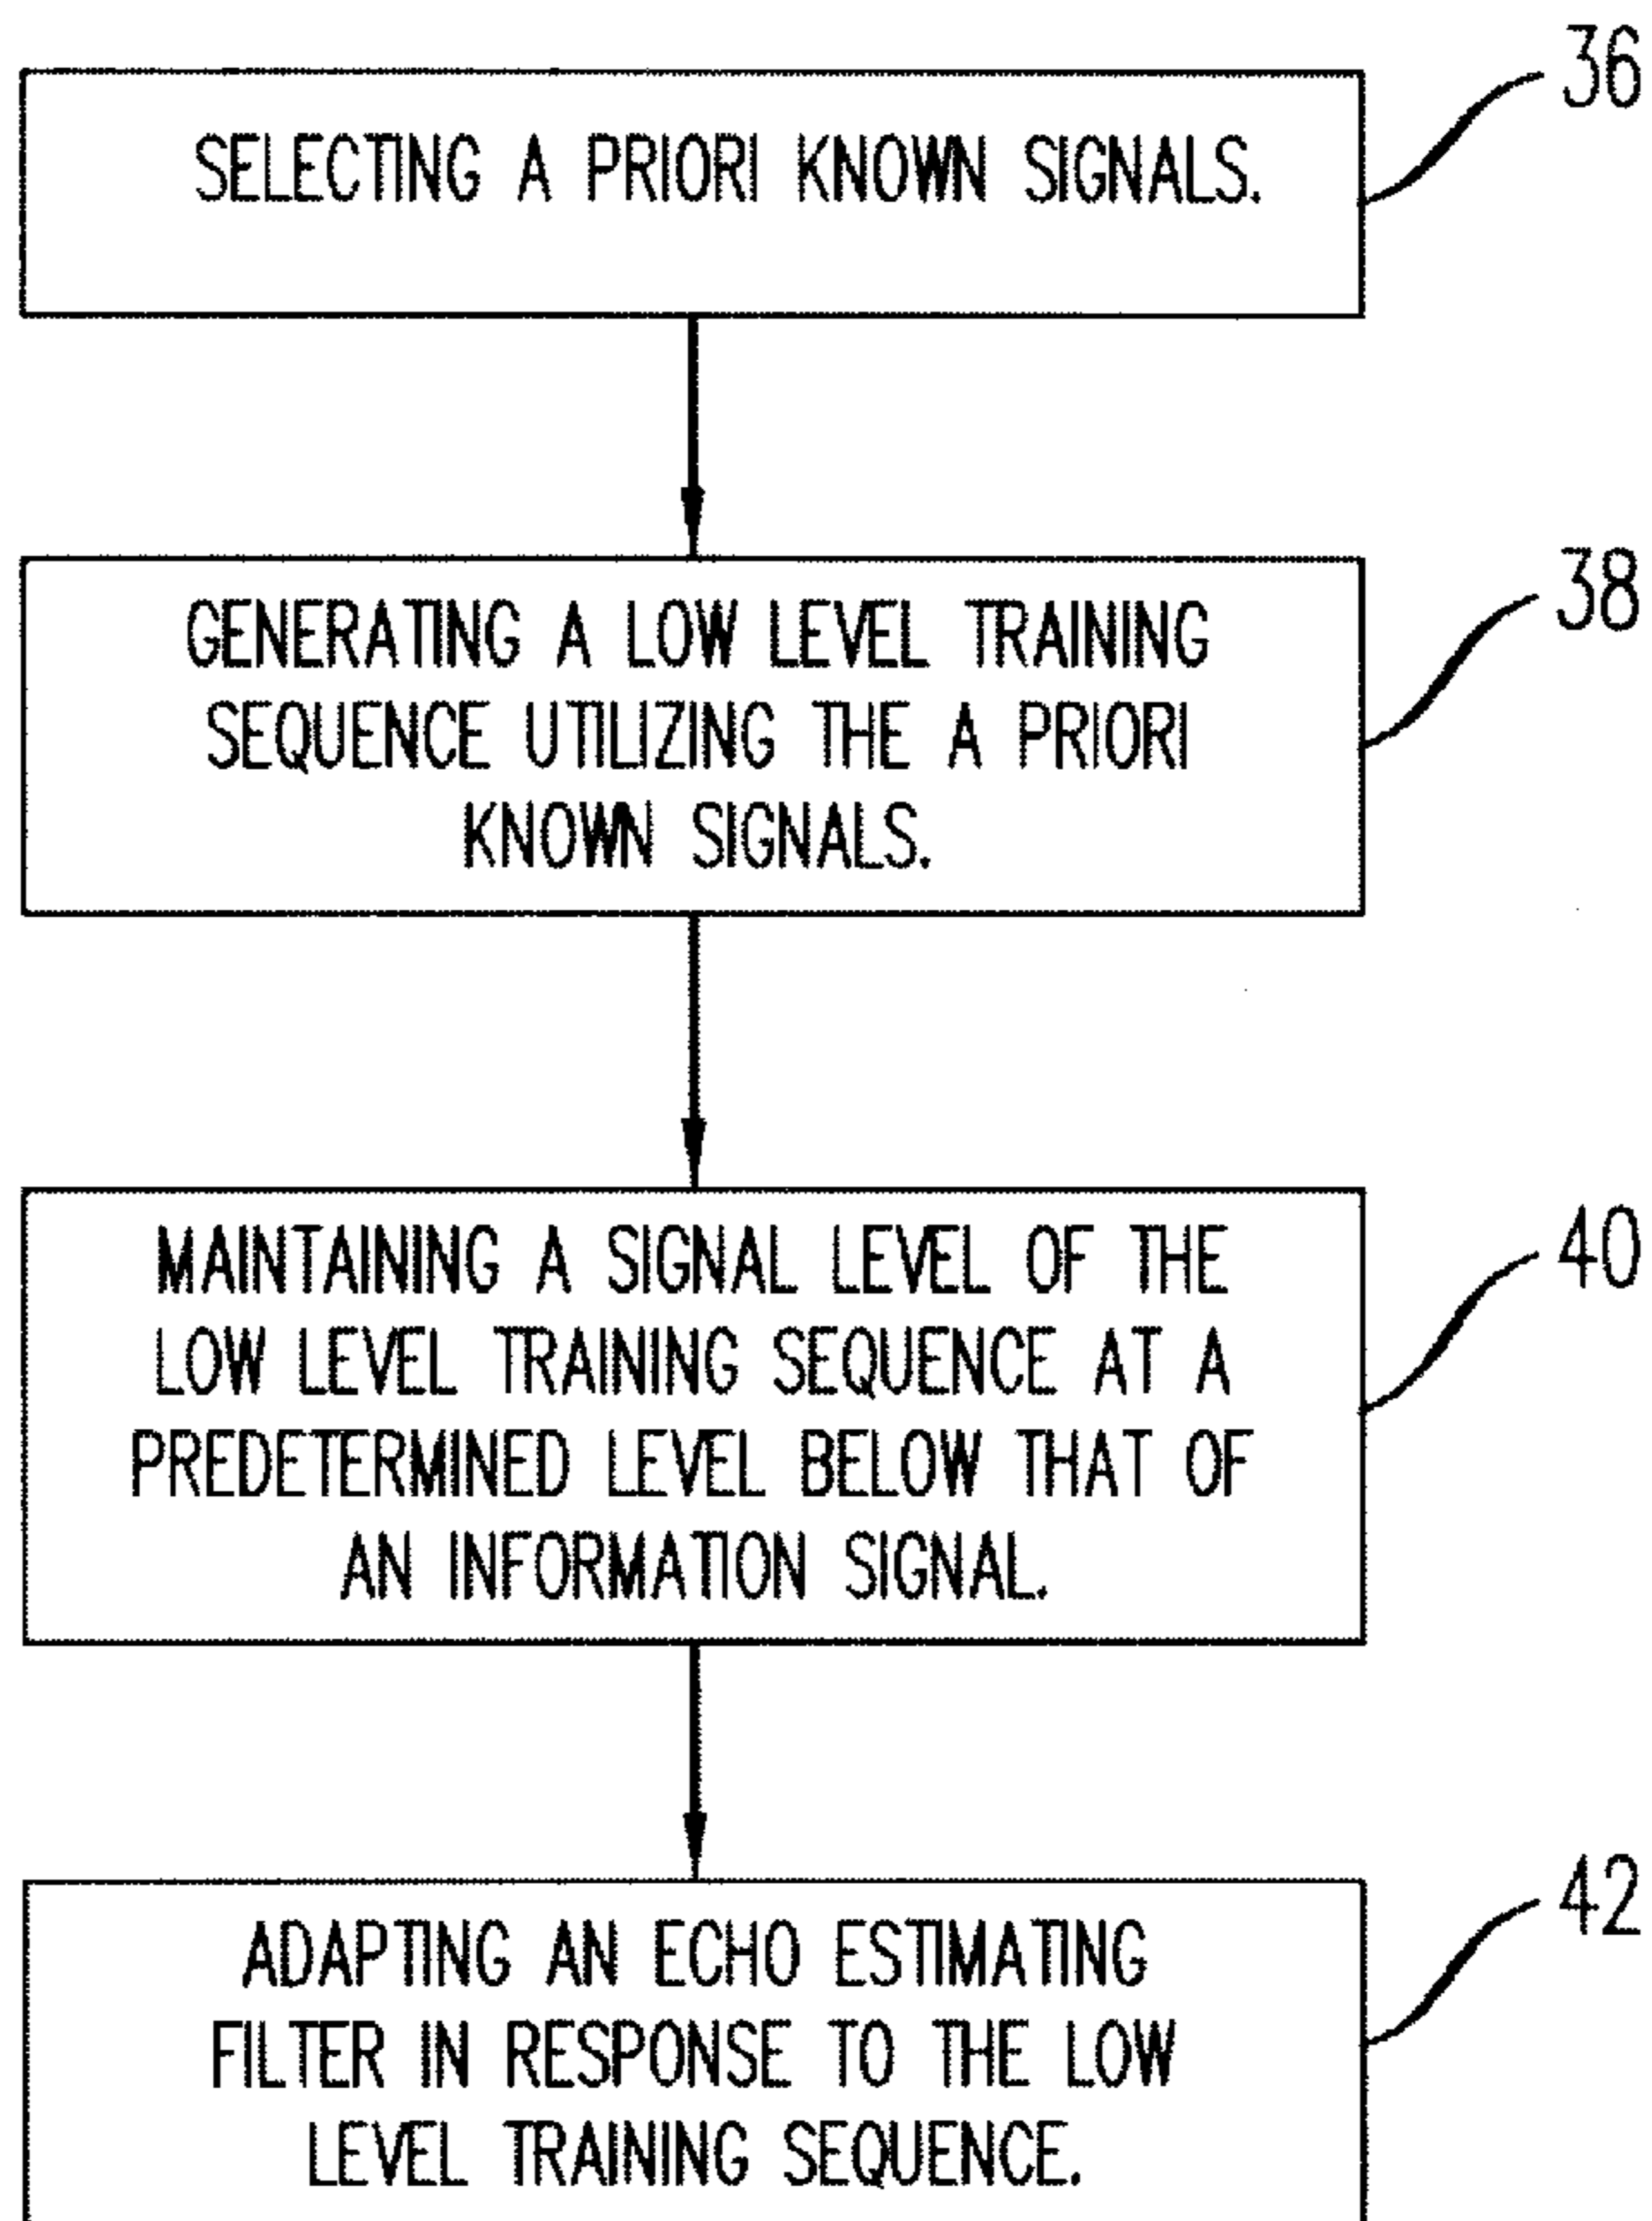 36
SELECTING A PRIORI KNOWN SIGNALS.
38
GENERATING A LOW LEVEL TRAINING
SEQUENCE UTILIZING THE A PRIORI
KNOWN SIGNALS.
40
MAINTAINING A SIGNAL LEVEL OF THE
LOW LEVEL TRAINING SEQUENCE AT A
PREDETERMINED LEVEL BELOW THAT OF
AN INFORMATION SIGNAL.
42
ADAPTING AN ECHO ESTIMATING
FILTER IN RESPONSE TO THE LOW
LEVEL TRAINING SEQUENCE.